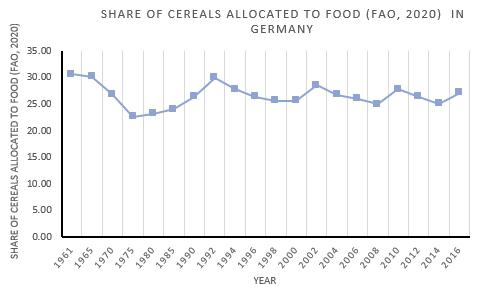 SHARE OF CEREALS ALLOCATED TO FOOD (FAO, 2020) IN
GERMANY
SHARE OF CEREALS ALLOCATED TO FOOD (FAO, 2020)
35.00
30.00
25.00
20.00
15.00
10.00
5.00
0.00
1961 1965 1970 1975 1980 1985 1990 1992 1994 1996 1998 2000 2002 2004 2006 2008 2010 2012 2014 2016
YEAR